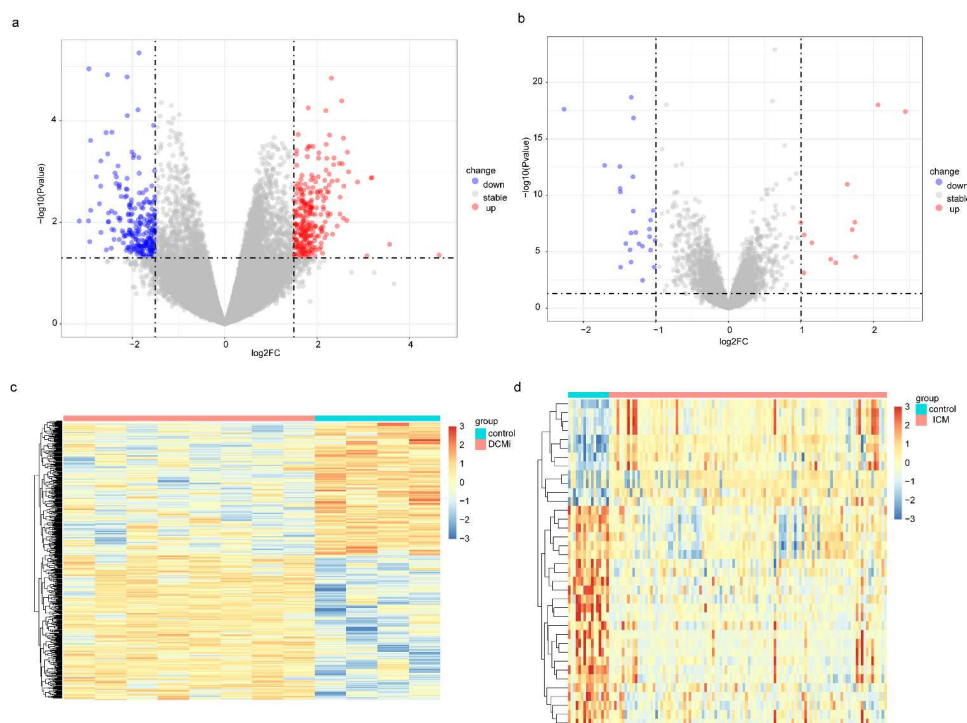 a
4
2
0
−log10(Pvalue)
−2
0
2
4
log2FC
change
down
stable
up
b
20
15
10
5
0
−log10(Pvalue)
−2
−1
0
1
2
log2FC
change
down
stable
up
c
3
2
1
0
−1
−2
−3
group
control
DCMi
d
3
2
1
0
−1
−2
−3
group
control
ICM